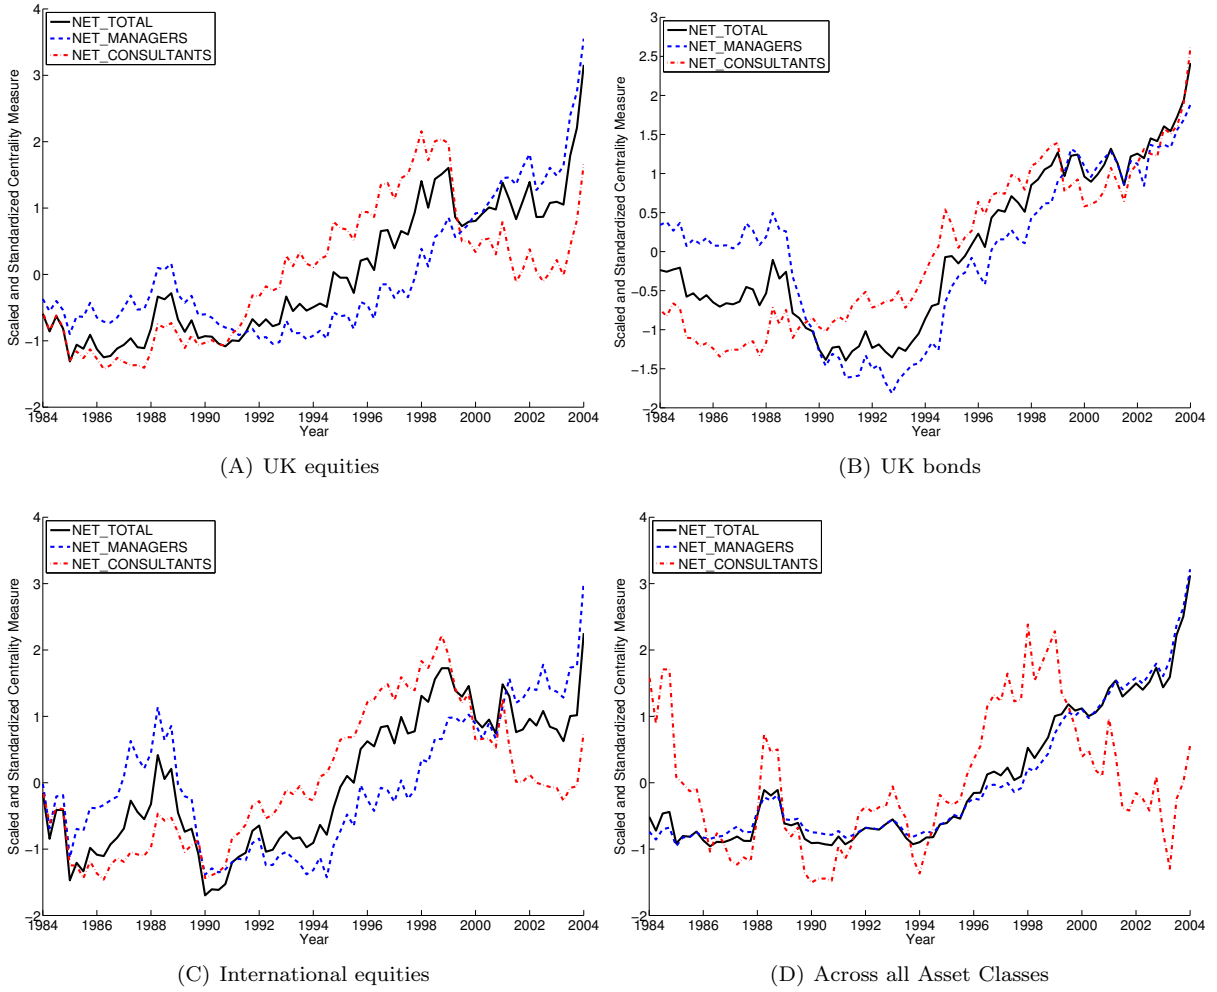 4
3
2
1
0
−1
−2
Scaled and Standardized Centrality Measure
NET_TOTAL
NET_MANAGERS
NET_CONSULTANTS
1984 1986 1988 1990 1992 1994 1996 1998 2000 2002 2004
Year
(A) UK equities
3
2.5
2
1.5
1
0.5
0
−0.5
−1
−1.5
−2
Scaled and Standardized Centrality Measure
NET_TOTAL
NET_MANAGERS
NET_CONSULTANTS
1984 1986 1988 1990 1992 1994 1996 1998 2000 2002 2004
Year
(B) UK bonds
4
3
2
1
0
−1
−2
Scaled and Standardized Centrality Measure
NET_TOTAL
NET_MANAGERS
NET_CONSULTANTS
1984 1986 1988 1990 1992 1994 1996 1998 2000 2002 2004
Year
(C) International equities
4
3
2
1
0
−1
−2
Scaled and Standardized Centrality Measure
NET_TOTAL
NET_MANAGERS
NET_CONSULTANTS
1984 1986 1988 1990 1992 1994 1996 1998 2000 2002 2004
Year
(D) Across all Asset Classes